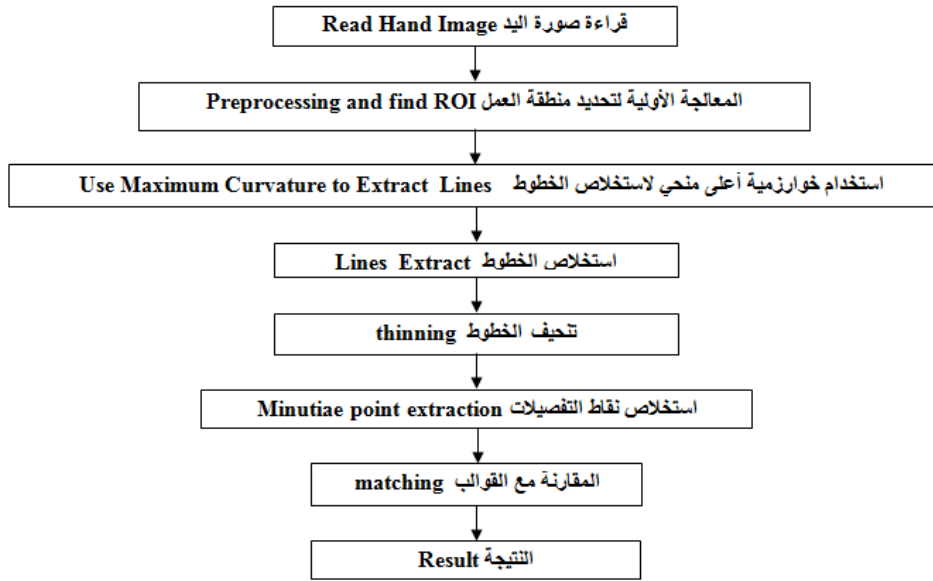 قراءة صورة اليد Read Hand Image
المعالجة الأولية لتحديد منطقة العمل Preprocessing and find ROI
استخدام خوارزمية أعلى منحي لاستخلاص الخطوط Use Maximum Curvature to Extract Lines
استخلاص الخطوط Lines Extract
تنحيف الخطوط thinning
استخلاص نقاط التفصيلات Minutiae point extraction
المقارنة مع القوالب matching
النتيجة Result